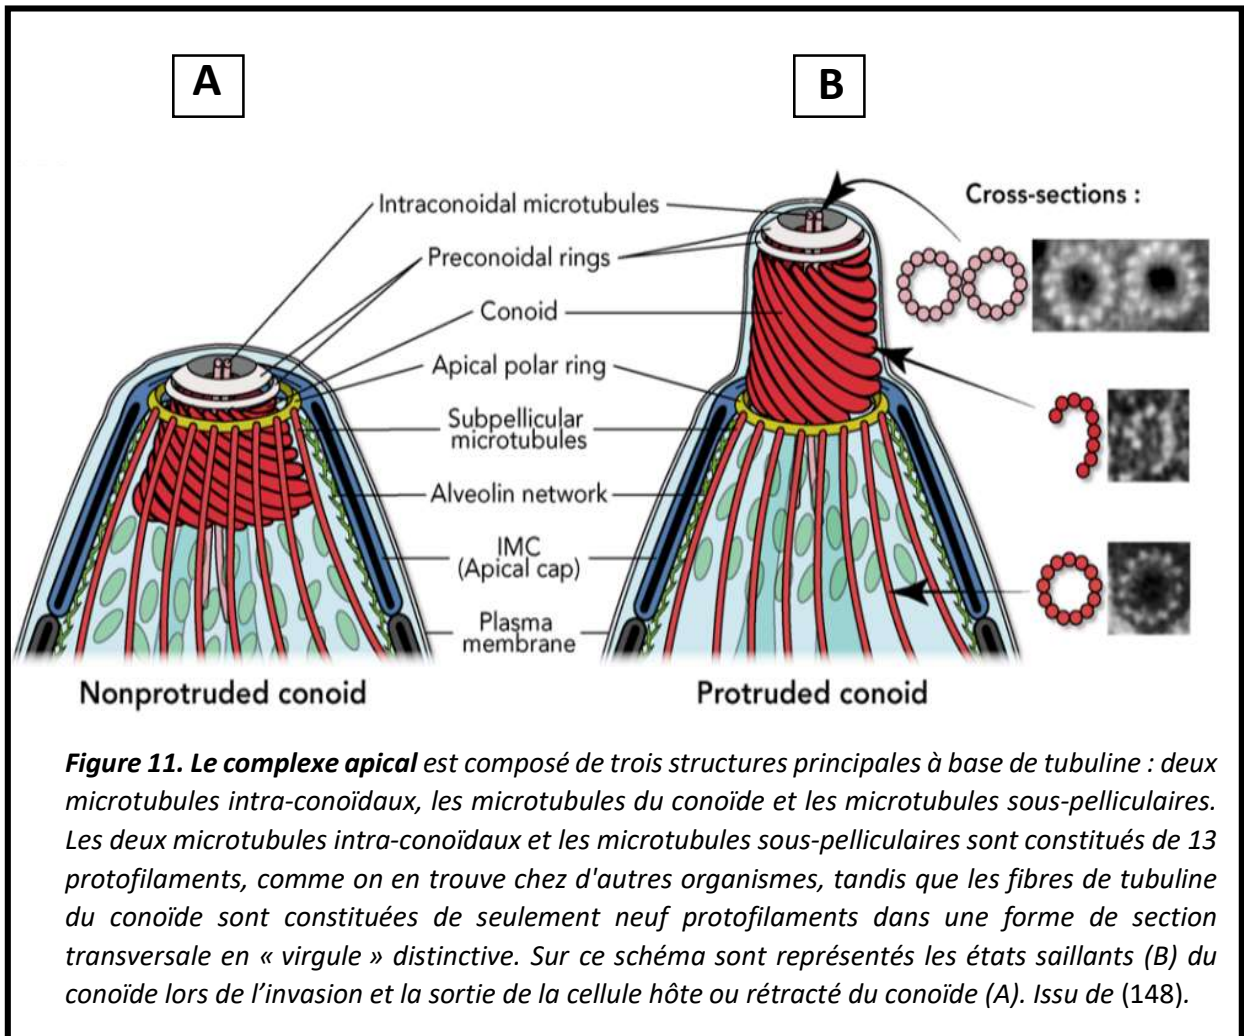 A
B
Intraconoidal microtubules
Cross-sections :
Preconoidal rings
Conoid
Apical polar ring
Subpellicular
microtubules
Alveolin network
IMC
(Apical cap)
Plasma
membrane
Nonprotruded conoid
Protruded conoid
Figure 11. Le complexe apical est composé de trois structures principales à base de tubuline : deux
microtubules intra-conoïdaux, les microtubules du conoïde et les microtubules sous-pelliculaires.
Les deux microtubules intra-conoïdaux et les microtubules sous-pelliculaires sont constitués de 13
protofilaments, comme on en trouve chez d'autres organismes, tandis que les fibres de tubuline
du conoïde sont constituées de seulement neuf protofilaments dans une forme de section
transversale en « virgule » distinctive. Sur ce schéma sont représentés les états saillants (B) du
conoïde lors de l’invasion et la sortie de la cellule hôte ou rétracté du conoïde (A). Issu de (148).